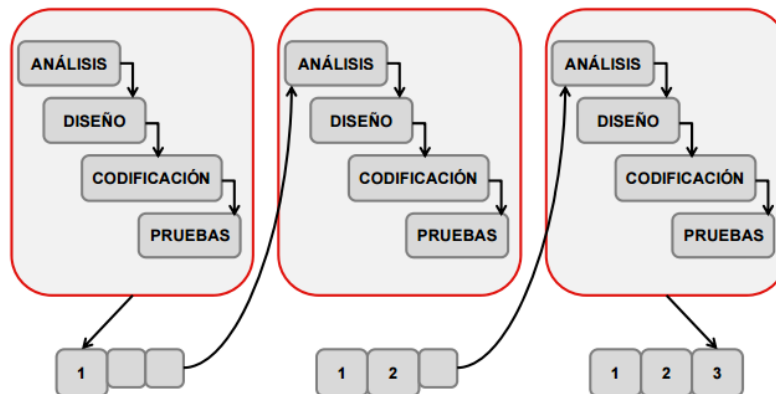 ANÁLISIS
DISEÑO
CODIFICACIÓN
PRUEBAS
ANÁLISIS
DISEÑO
CODIFICACIÓN
PRUEBAS
ANÁLISIS
DISEÑO
CODIFICACIÓN
PRUEBAS
1
1 2
1 2 3